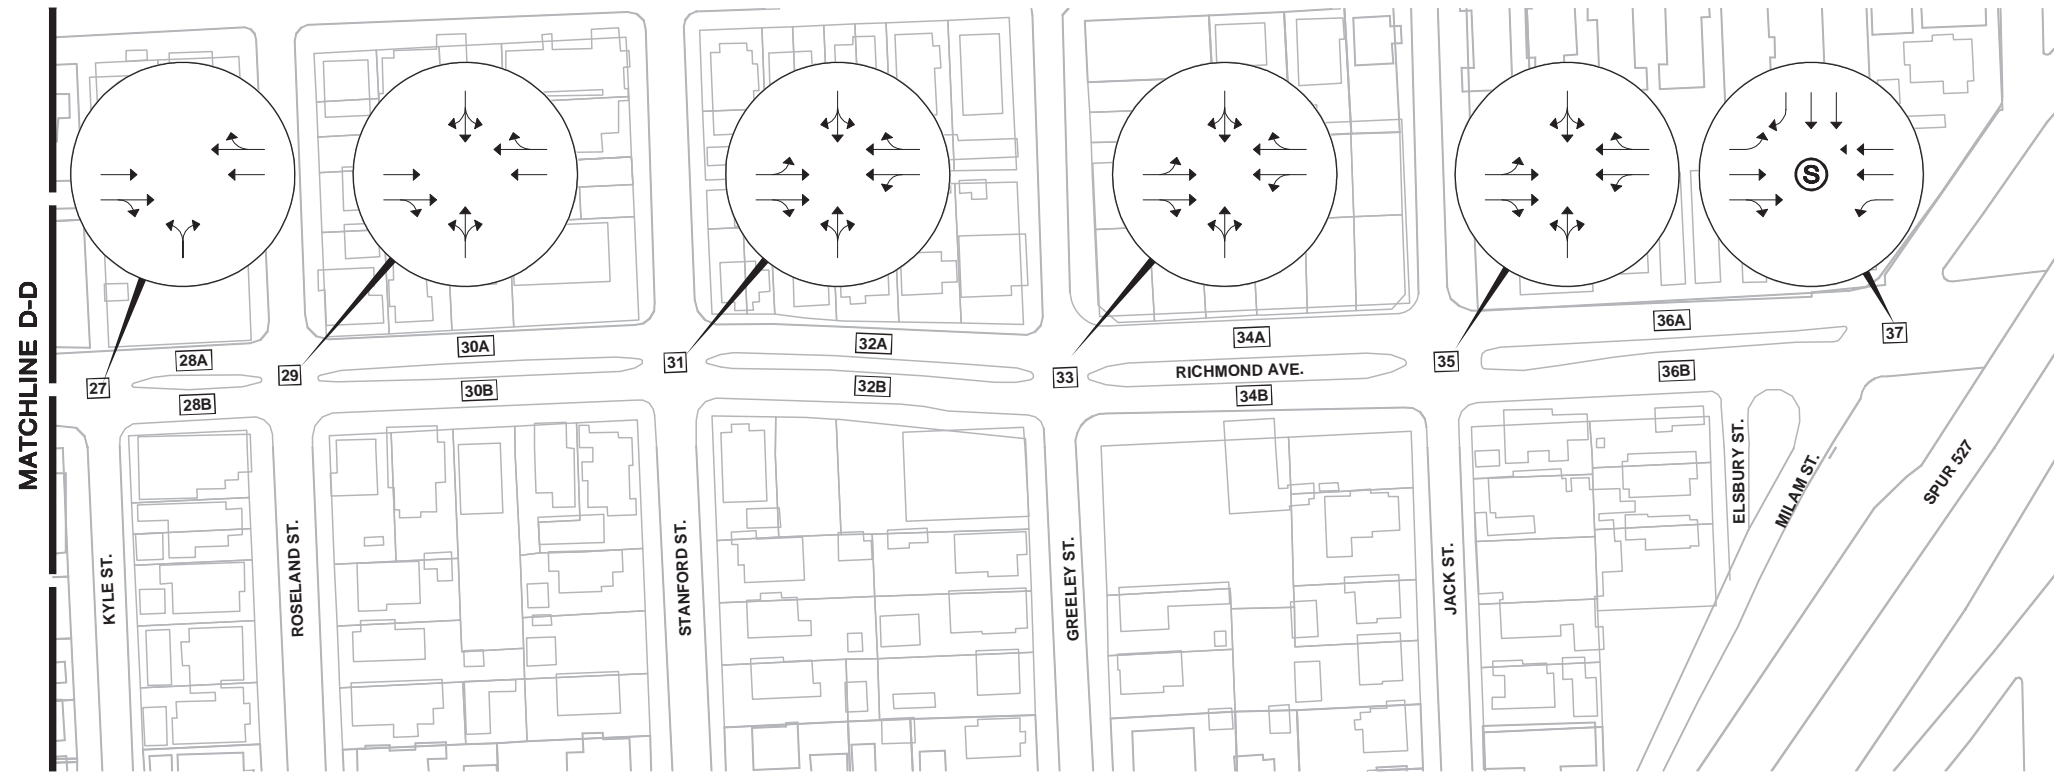 MATCHLINE D-D
S
27
28A
28B
29
30A
30B
31
32A
32B
33
34A
RICHMOND AVE.
34B
35
36A
36B
37
KYLE ST.
ROSELAND ST.
STANFORD ST.
GREELEY ST.
JACK ST.
ELSBURY ST.
MILAM ST.
SPUR 527